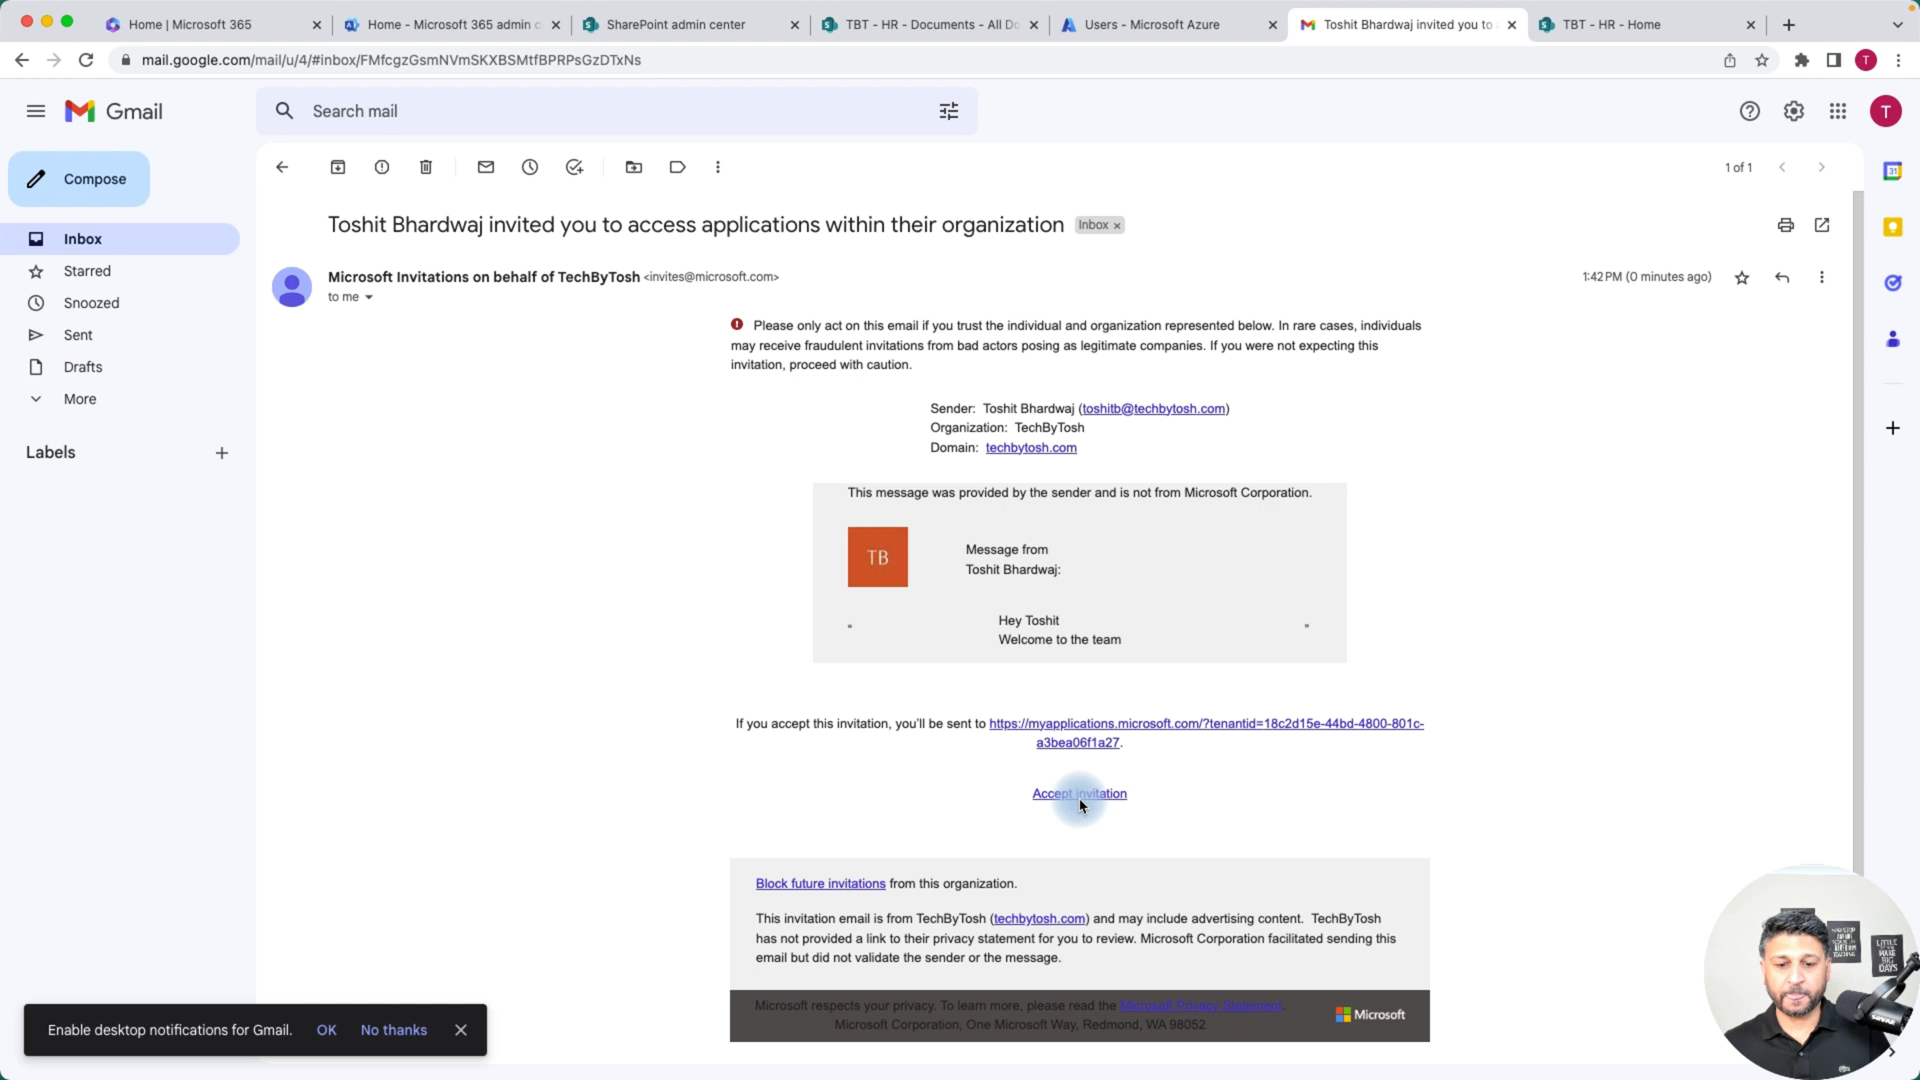 Home | Microsoft 365
Home - Microsoft 365 admin c
SharePoint admin center
TBT - HR - Documents - All Do
Users - Microsoft Azure
Toshit Bhardwaj invited you to a
TBT - HR - Home
mail.google.com/mail/u/4/#inbox/FMfcgzGsmNVmSKXBSMtfBPRPsGzDTxNs
T
Gmail
Search mail
T
Compose
1 of 1
31
Toshit Bhardwaj invited you to access applications within their organization
Inbox ×
Inbox
Starred
Snoozed
Sent
Drafts
More
Labels
Microsoft Invitations on behalf of TechByTosh <invites@microsoft.com>
1:42 PM (0 minutes ago)
to me
Please only act on this email if you trust the individual and organization represented below. In rare cases, individuals
may receive fraudulent invitations from bad actors posing as legitimate companies. If you were not expecting this
invitation, proceed with caution.
Sender: Toshit Bhardwaj (toshitb@techbytosh.com)
Organization: TechByTosh
Domain: techbytosh.com
This message was provided by the sender and is not from Microsoft Corporation.
TB
Message from
Toshit Bhardwaj:
“
Hey Toshit
Welcome to the team
”
If you accept this invitation, you’ll be sent to https://myapplications.microsoft.com/?tenantid=18c2d15e-44bd-4800-801c-
a3bea06f1a27.
Accept invitation
Block future invitations from this organization.
This invitation email is from TechByTosh (techbytosh.com) and may include advertising content. TechByTosh
has not provided a link to their privacy statement for you to review. Microsoft Corporation facilitated sending this
email but did not validate the sender or the message.
Microsoft respects your privacy. To learn more, please read the Microsoft Privacy Statement.
Microsoft Corporation, One Microsoft Way, Redmond, WA 98052
Microsoft
Enable desktop notifications for Gmail.
OK
No thanks
LITTLE
BIG
DAYS